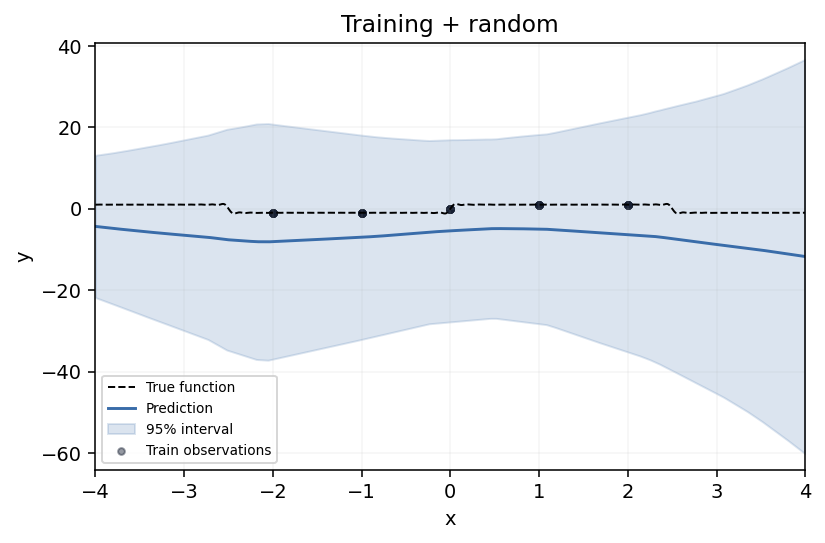 Training + random
40
20
0
−20
−40
−60
y
True function
Prediction
95% interval
Train observations
−4 −3 −2 −1 0 1 2 3 4
x